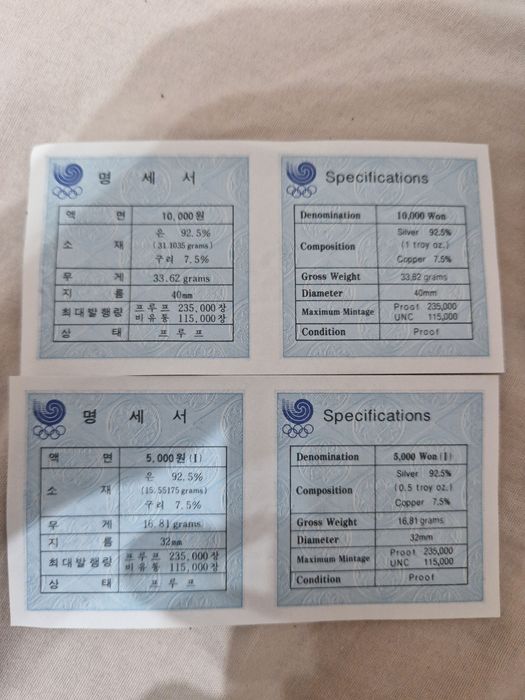 명 세 서
액 면 10,000원
소 재 은 92.5%
(31.1035 grams)
구리 7.5%
무 게 33.62 grams
지 름 40mm
최대발행량 프루프 235,000장
비유통 115,000장
상 태 프 루 프
Specifications
Denomination 10,000 Won
Composition Silver 92.5%
(1 troy oz.)
Copper 7.5%
Gross Weight 33.62 grams
Diameter 40mm
Maximum Mintage Proof 235,000
UNC 115,000
Condition Proof
명 세 서
액 면 5,000원(I)
소 재 은 92.5%
(15.55175 grams)
구리 7.5%
무 게 16.81 grams
지 름 32mm
최대발행량 프루프 235,000장
비유통 115,000장
상 태 프 루 프
Specifications
Denomination 5,000 Won(I)
Composition Silver 92.5%
(0.5 troy oz.)
Copper 7.5%
Gross Weight 16.81 grams
Diameter 32mm
Maximum Mintage Proof 235,000
UNC 115,000
Condition Proof